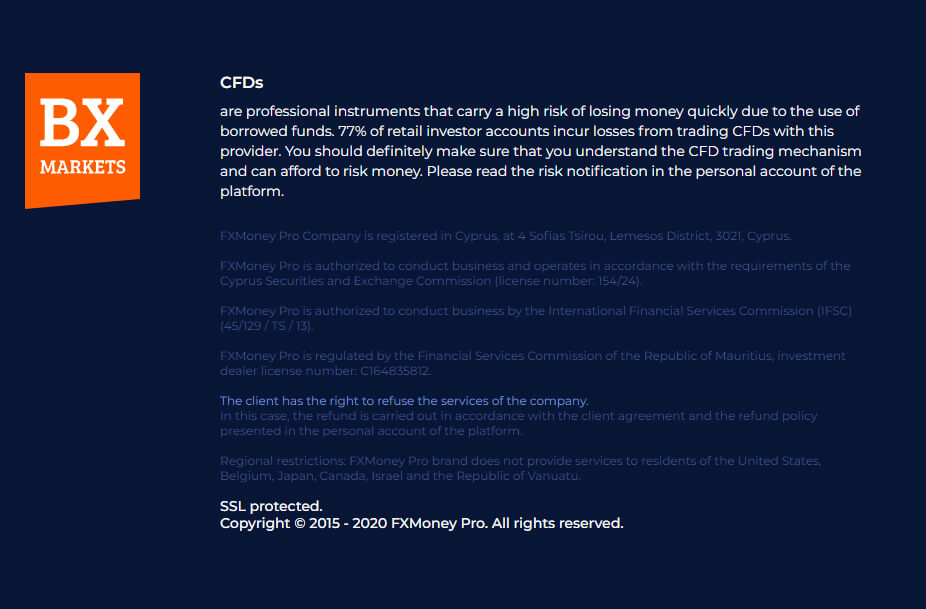 BX
MARKETS
CFDs
are professional instruments that carry a high risk of losing money quickly due to the use of
borrowed funds. 77% of retail investor accounts incur losses from trading CFDs with this
provider. You should definitely make sure that you understand the CFD trading mechanism
and can afford to risk money. Please read the risk notification in the personal account of the
platform.
FXMoney Pro Company is registered in Cyprus, at 4 Sofias Tsirou, Lemesos District, 3021, Cyprus.
FXMoney Pro is authorized to conduct business and operates in accordance with the requirements of the
Cyprus Securities and Exchange Commission (license number: 154/24).
FXMoney Pro is authorized to conduct business by the International Financial Services Commission (IFSC)
(45/129 / TS / 13).
FXMoney Pro is regulated by the Financial Services Commission of the Republic of Mauritius, investment
dealer license number: C164835812.
The client has the right to refuse the services of the company.
In this case, the refund is carried out in accordance with the client agreement and the refund policy
presented in the personal account of the platform.
Regional restrictions: FXMoney Pro brand does not provide services to residents of the United States,
Belgium, Japan, Canada, Israel and the Republic of Vanuatu.
SSL protected.
Copyright © 2015 - 2020 FXMoney Pro. All rights reserved.